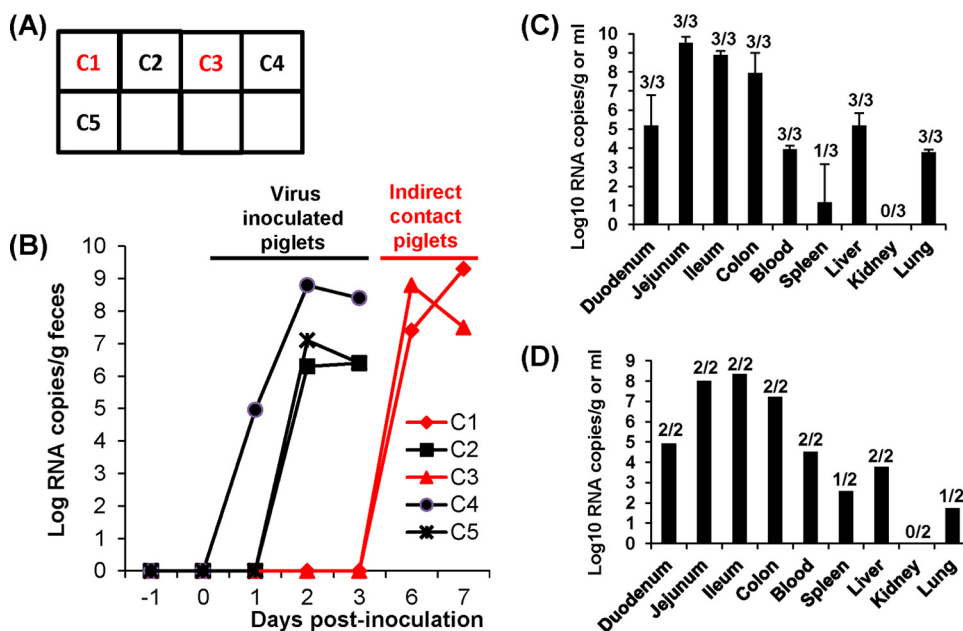 (A)
C1 C2 C3 C4
C5
(B)
Virus
inoculated
piglets
Indirect
contact
piglets
Log RNA copies/g feces
10
9
8
7
6
5
4
3
2
1
0
C1
C2
C3
C4
C5
-1 0 1 2 3 6 7
Days post-inoculation
(C)
Log10 RNA copies/g or ml
10
9
8
7
6
5
4
3
2
1
0
3/3 3/3 3/3 3/3 3/3 1/3 3/3 0/3 3/3
Duodenum Jejunum Ileum Colon Blood Spleen Liver Kidney Lung
(D)
Log10 RNA copies/g or ml
9
8
7
6
5
4
3
2
1
0
2/2 2/2 2/2 2/2 2/2 1/2 2/2 0/2 1/2
Duodenum Jejunum Ileum Colon Blood Spleen Liver Kidney Lung